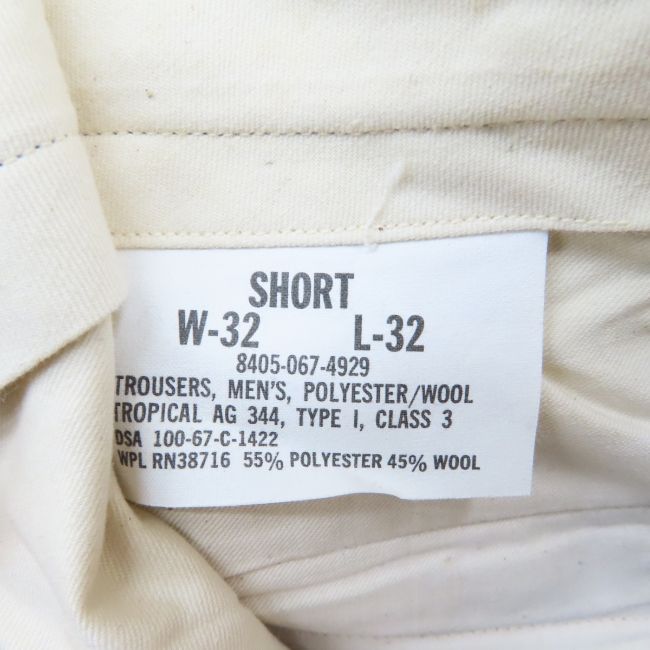 SHORT
W-32 L-32
8405-067-4929
TROUSERS, MEN'S, POLYESTER/WOOL
TROPICAL AG 344, TYPE I, CLASS 3
DSA 100-67-C-1422
WPL RN38716 55% POLYESTER 45% WOOL